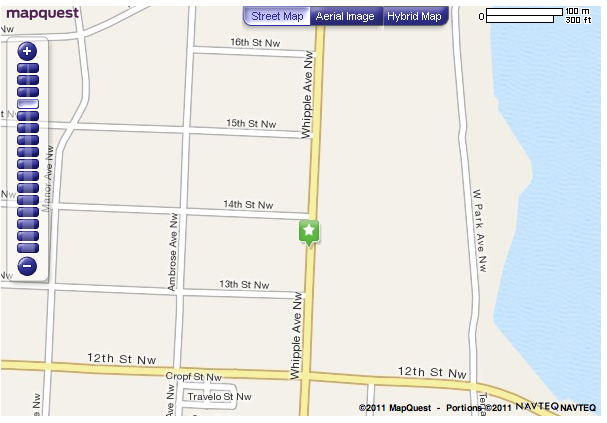 mapquest
Street Map
Aerial Image
Hybrid Map
0
100 m
300 ft
16th St Nw
Whipple Ave Nw
15th St Nw
Manor Ave Nw
14th St Nw
W Park Ave Nw
Ambrose Ave Nw
13th St Nw
Whipple Ave Nw
12th St Nw
12th St Nw
Cropf St Nw
Travelo St Nw
Ave Nw
©2011 MapQuest - Portions ©2011 NAVTEQ NAVTEQ